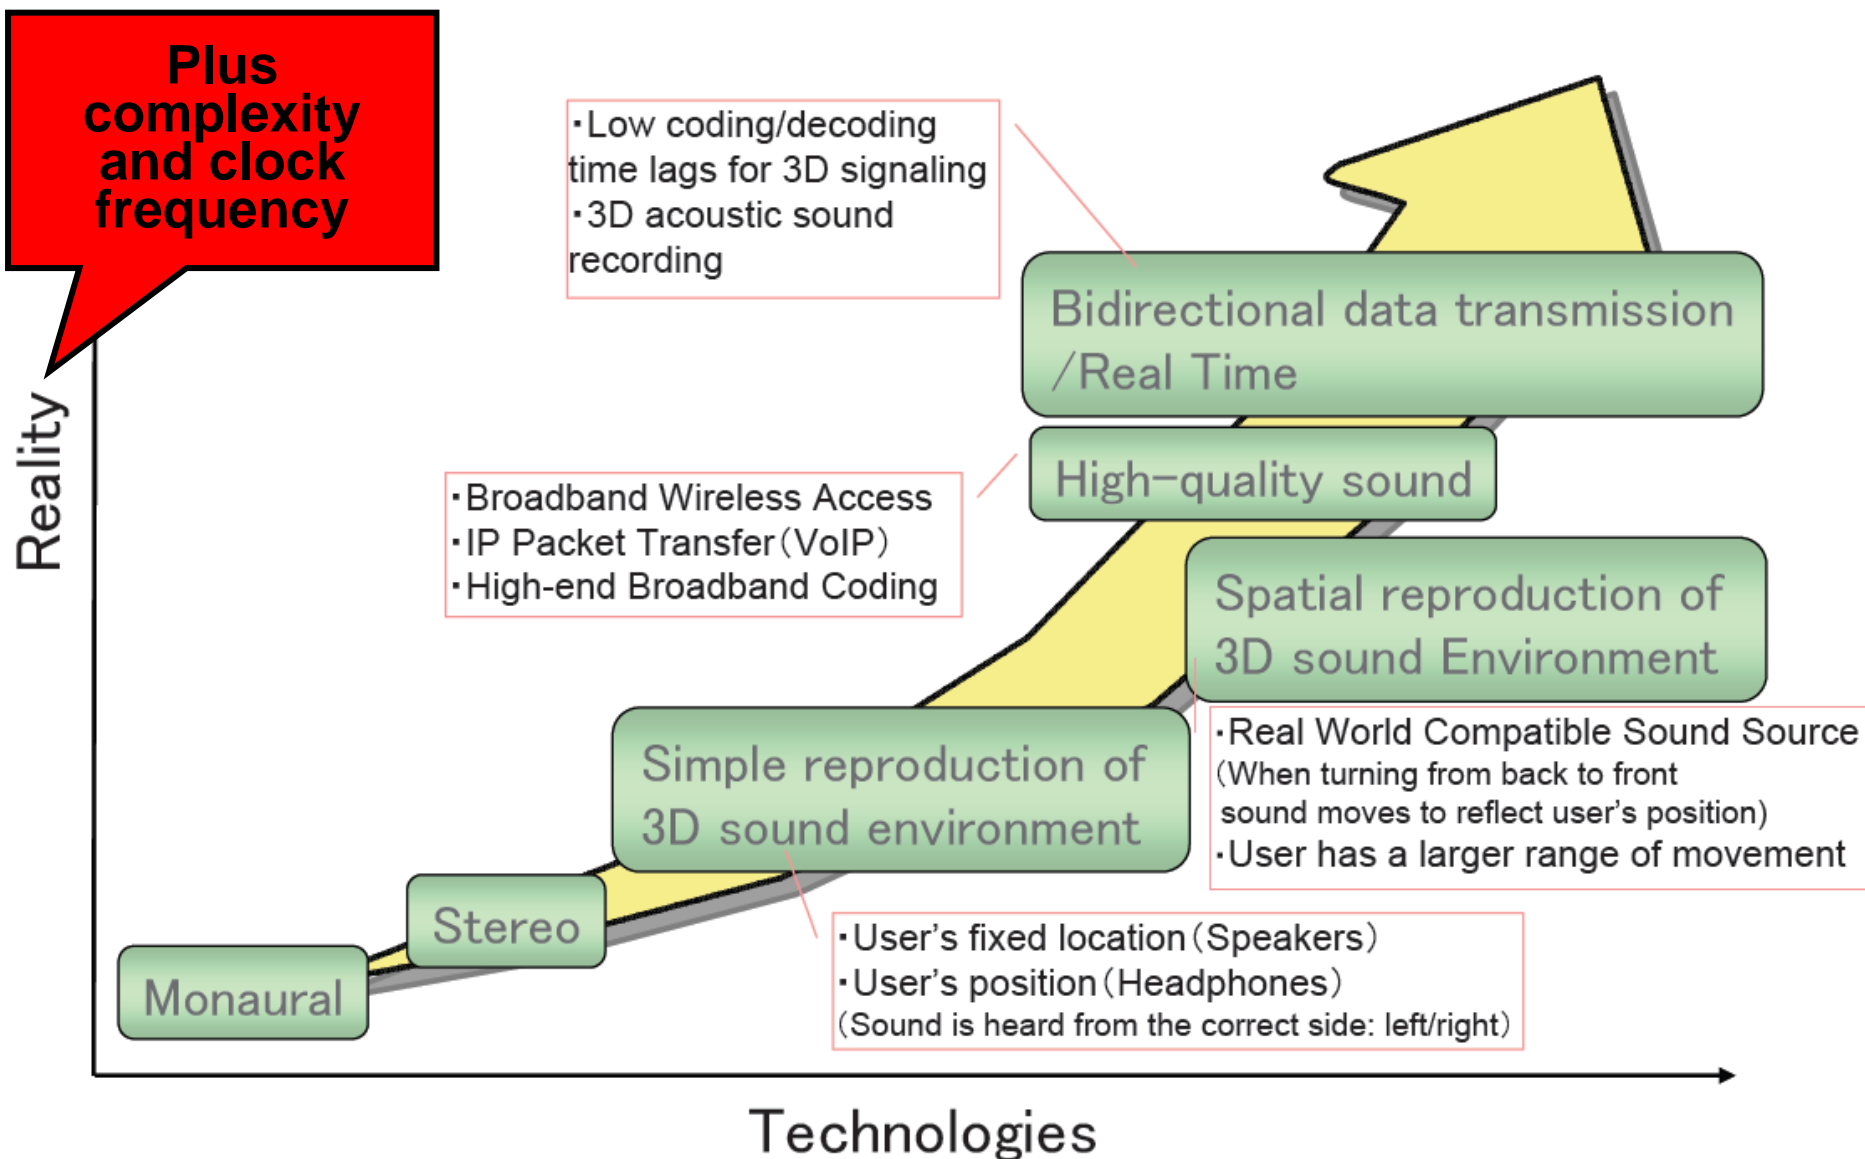 Plus
complexity
and clock
frequency
・Low coding/decoding
time lags for 3D signaling
・3D acoustic sound
recording
Bidirectional data transmission
/Real Time
Reality
High-quality sound
・Broadband Wireless Access
・IP Packet Transfer（VoIP）
・High-end Broadband Coding
Spatial reproduction of
3D sound Environment
・Real World Compatible Sound Source
（When turning from back to front
sound moves to reflect user's position）
・User has a larger range of movement
Simple reproduction of
3D sound environment
・User's fixed location（Speakers）
・User's position（Headphones）
（Sound is heard from the correct side: left/right）
Stereo
Monaural
Technologies